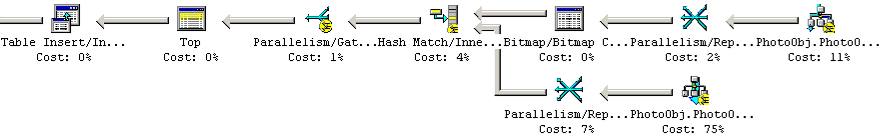 Table Insert/In... Top Parallelism/Gat... Hash Match/Inne... Bitmap/Bitmap C... Parallelism/Rep... PhotoObj.PhotoO...
Cost: 0% Cost: 0% Cost: 1% Cost: 4% Cost: 0% Cost: 2% Cost: 11%
Parallelism/Rep... PhotoObj.PhotoO...
Cost: 7% Cost: 75%